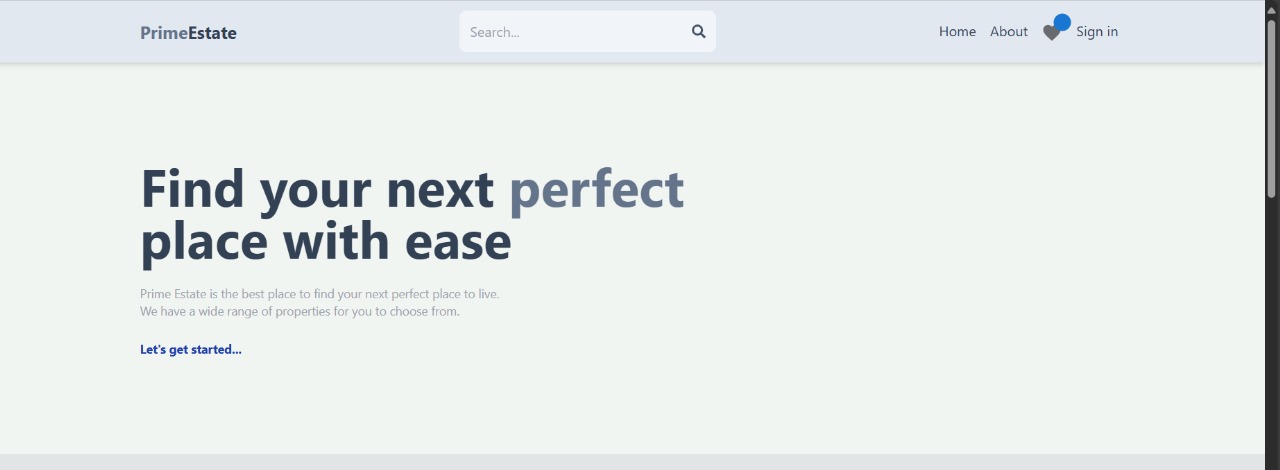 PrimeEstate
Search...
Home
About
Sign in
Find your next perfect
place with ease
Prime Estate is the best place to find your next perfect place to live.
We have a wide range of properties for you to choose from.
Let's get started...